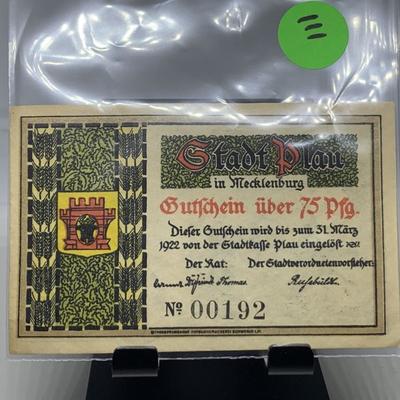 Stadt Plau
in Mecklenburg
Gutschein über 75 Pfg.
Dieser Gutschein wird bis zum 31. März
1922 von der Stadtkasse Plau eingelöst
Der Rat: Der Stadtverordnetenvorsteher:
Thomas
No 00192